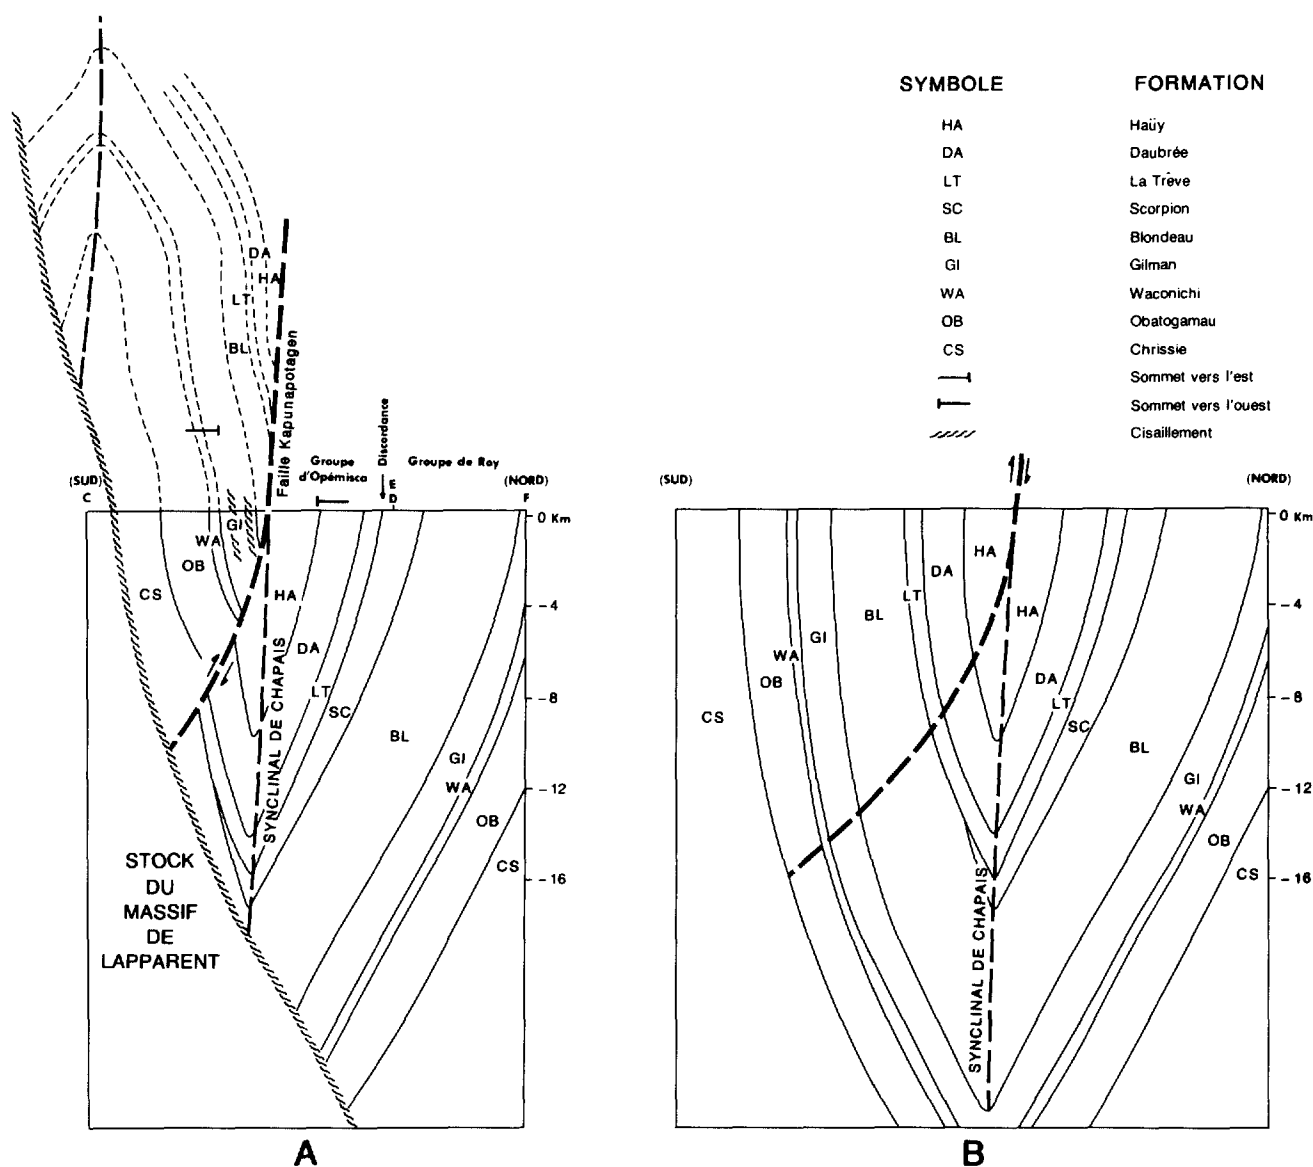 SYMBOLE FORMATION
HA Haüy
DA Daubrée
LT La Trêve
SC Scorpion
BL Blondeau
GI Gilman
WA Waconichi
OB Obatogamau
CS Chrissie
Sommet vers l'est
Sommet vers l'ouest
Cisaillement
DA
HA
LT
BL
Faille Kapunapotagen
Groupe
d'Opémisca
Discordance
Groupe de Roy
(SUD)
C
E
D
(NORD)
F
0 Km
-4
-8
-12
-16
GI
WA
OB
CS
HA
DA
LT
SC
BL
GI
WA
OB
CS
SYNCLINAL DE CHAPAIS
STOCK
DU
MASSIF
DE
LAPPARENT
A
(SUD)
(NORD)
0 Km
-4
-8
-12
-16
HA
DA
LT
BL
GI
WA
OB
CS
HA
DA
LT
SC
BL
GI
WA
OB
CS
SYNCLINAL DE CHAPAIS
B